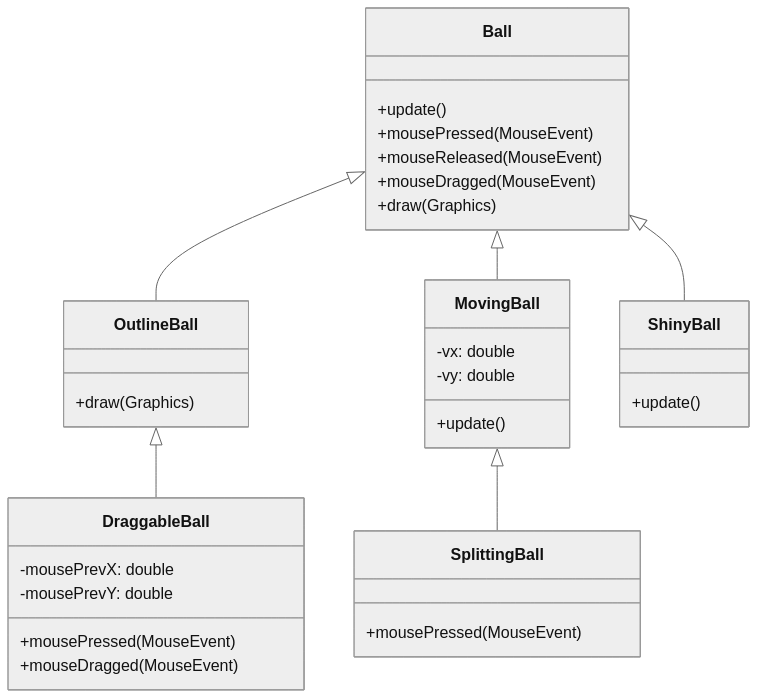 Ball
+update()
+mousePressed(MouseEvent)
+mouseReleased(MouseEvent)
+mouseDragged(MouseEvent)
+draw(Graphics)
OutlineBall
+draw(Graphics)
MovingBall
-vx: double
-vy: double
+update()
ShinyBall
+update()
DraggableBall
-mousePrevX: double
-mousePrevY: double
+mousePressed(MouseEvent)
+mouseDragged(MouseEvent)
SplittingBall
+mousePressed(MouseEvent)